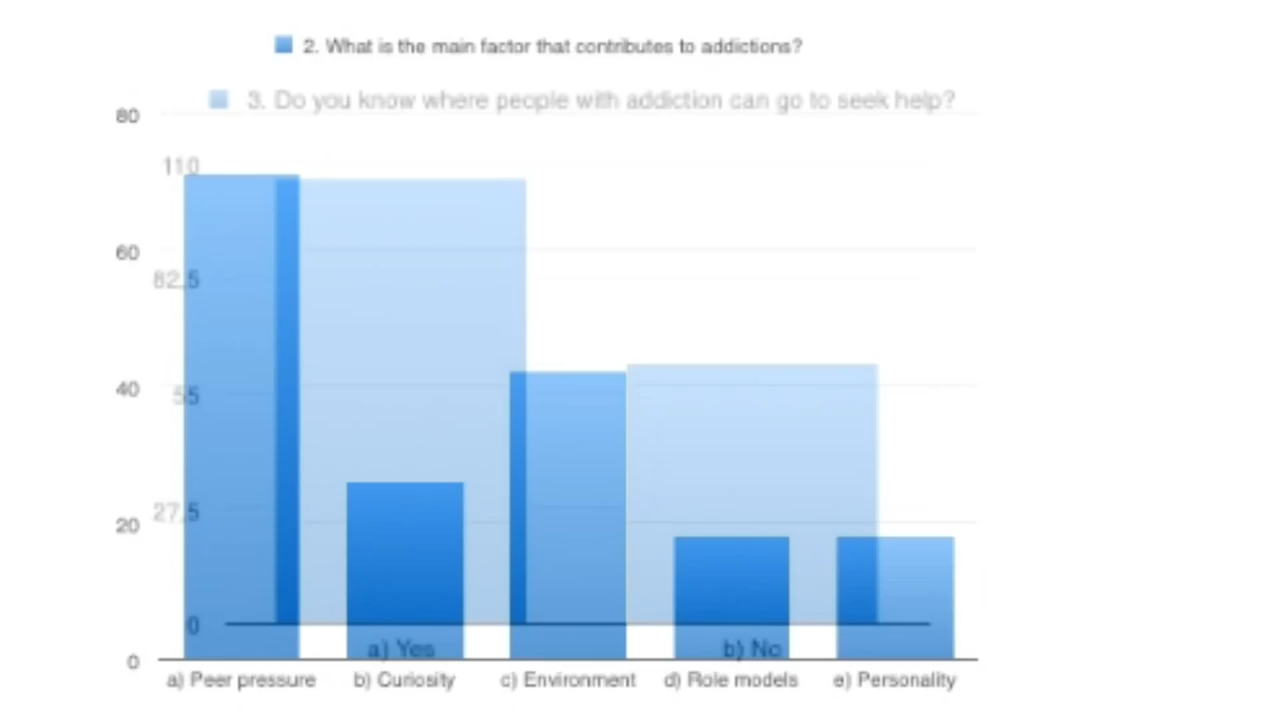 2. What is the main factor that contributes to addictions?
3. Do you know where people with addiction can go to seek help?
80
110
60
82,5
40
55
27,5
20
0
a) Yes b) No
0
a) Peer pressure b) Curiosity c) Environment d) Role models e) Personality